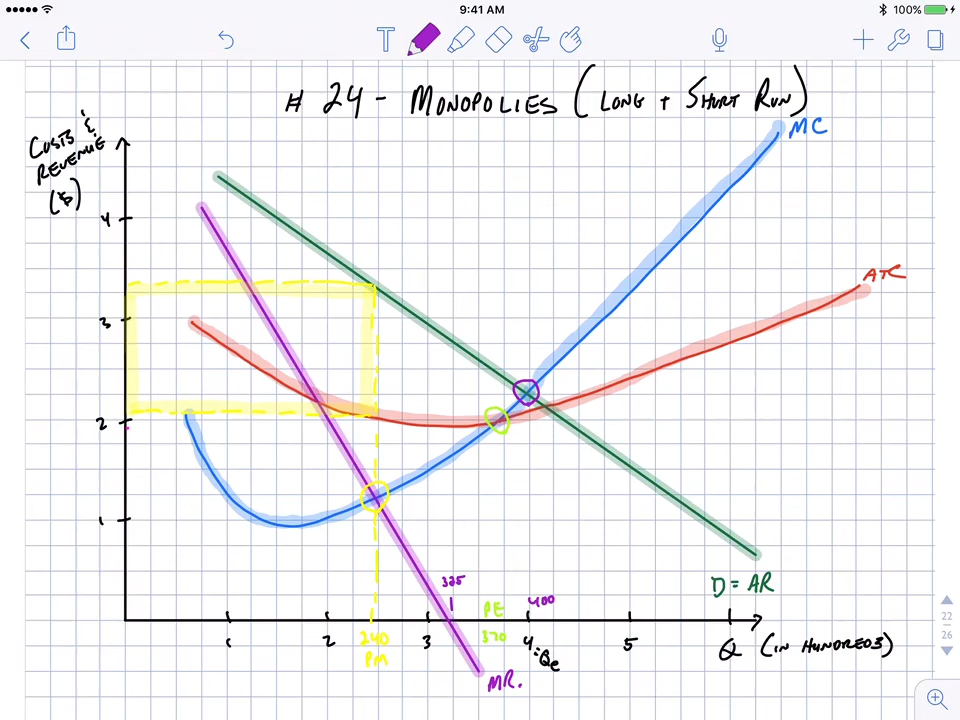 9:41 AM
100%
T
# 24 - MONOPOLIES (LONG + SHORT RUN)
COSTS &
REVENUE
($)
MC
4
ATC
3
2
1
D = AR
325
PE
400
1
2
240
3
370
4
5
Q (IN HUNDREDS)
PM
=Qe
MR.
22
26